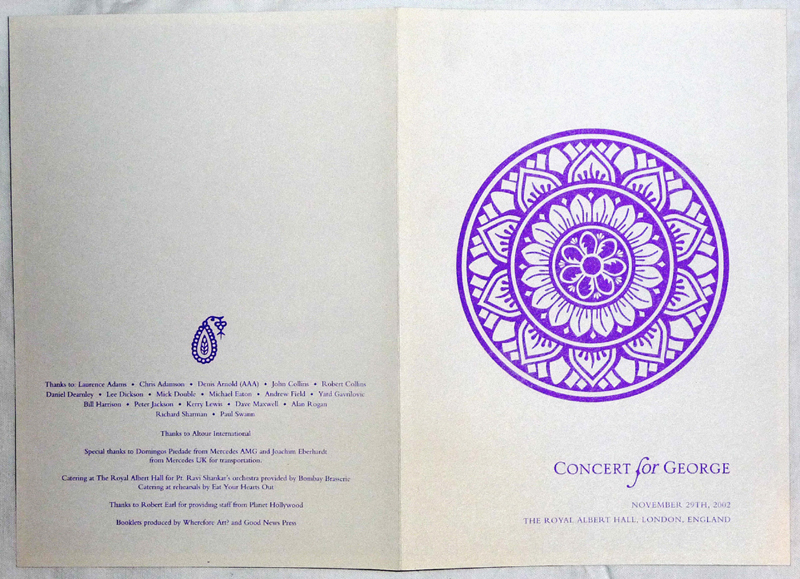 Thanks to: Laurence Adams • Chris Adamson • Denis Arnold (AAA) • John Collins • Robert Collins
Daniel Dearnley • Lee Dickson • Mick Double • Michael Eaton • Andrew Field • Yard Gavrilovic
Bill Harrison • Peter Jackson • Kerry Lewis • Dave Maxwell • Alan Rogan
Richard Sharman • Paul Swann
Thanks to Altour International
Special thanks to Domingos Piedade from Mercedes AMG and Joachim Eberhardt
from Mercedes UK for transportation.
Catering at The Royal Albert Hall for Pt. Ravi Shankar's orchestra provided by Bombay Brasserie
Catering at rehearsals by Eat Your Hearts Out
Thanks to Robert Earl for providing staff from Planet Hollywood
Booklets produced by Wherefore Art? and Good News Press
CONCERT for GEORGE
NOVEMBER 29TH, 2002
THE ROYAL ALBERT HALL, LONDON, ENGLAND